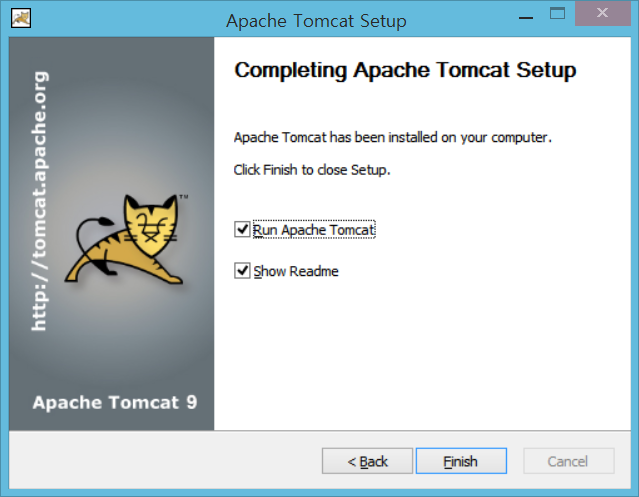 Apache Tomcat Setup
http://tomcat.apache.org
TM
Apache Tomcat 9
Completing Apache Tomcat Setup
Apache Tomcat has been installed on your computer.
Click Finish to close Setup.
Run Apache Tomcat
Show Readme
< Back
Finish
Cancel